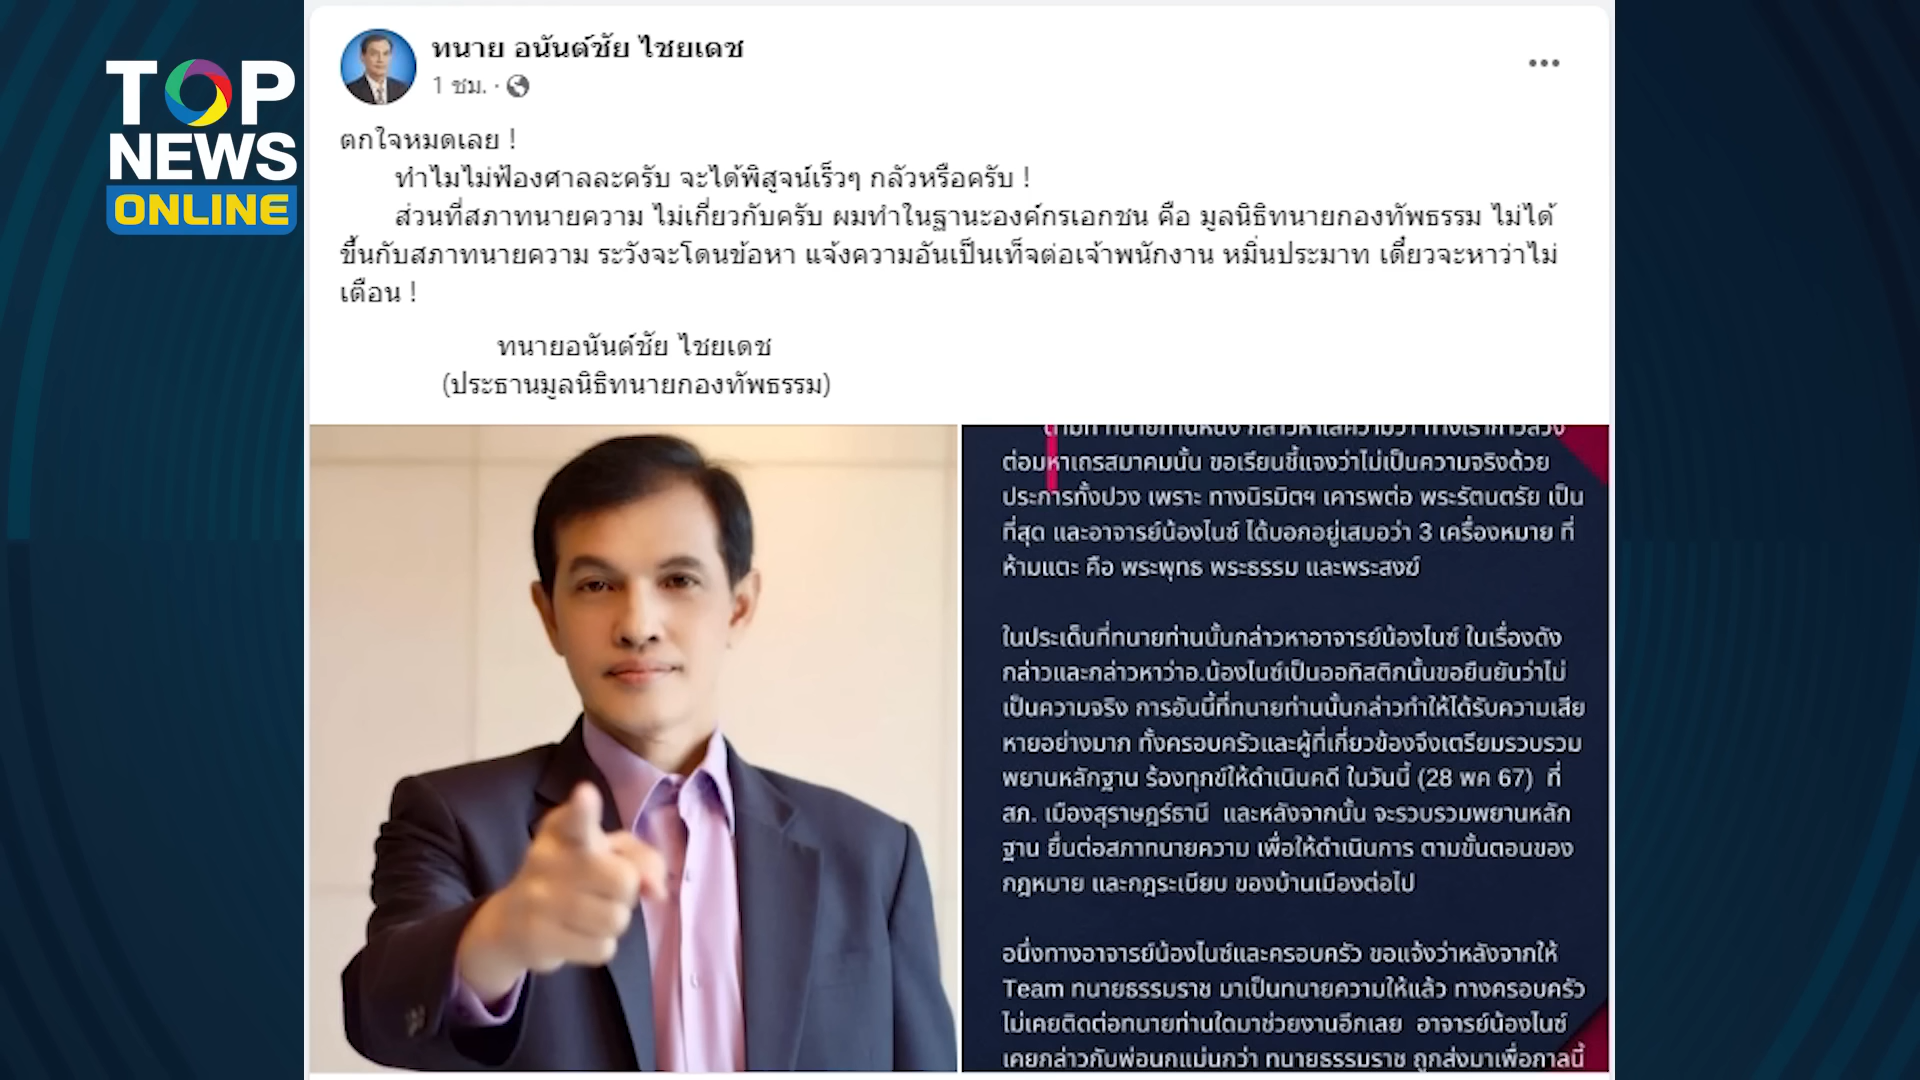 TOP
NEWS
ONLINE
ทนาย อนันต์ชัย ไชยเดช
1 ชม. ·
ตกใจหมดเลย !
ทำไมไม่ฟ้องศาลละครับ จะได้พิสูจน์เร็วๆ กลัวหรือครับ !
ส่วนที่สภาทนายความ ไม่เกี่ยวกับครับ ผมทำในฐานะองค์กรเอกชน คือ มูลนิธิทนายกองทัพธรรม ไม่ได้
ขึ้นกับสภาทนายความ ระวังจะโดนข้อหา แจ้งความอันเป็นเท็จต่อเจ้าพนักงาน หมิ่นประมาท เดี๋ยวจะหาว่าไม่
เตือน !
ทนายอนันต์ชัย ไชยเดช
(ประธานมูลนิธิทนายกองทัพธรรม)
ต่อมหาเถรสมาคมนั้น ขอเรียนชี้แจงว่าไม่เป็นความจริงด้วย
ประการทั้งปวง เพราะ ทางนิรมิตฯ เคารพต่อ พระรัตนตรัย เป็น
ที่สุด และอาจารย์น้องไนซ์ ได้บอกอยู่เสมอว่า 3 เครื่องหมาย ที่
ห้ามแตะ คือ พระพุทธ พระธรรม และพระสงฆ์
ในประเด็นที่ทนายท่านนั้นกล่าวหาอาจารย์น้องไนซ์ ในเรื่องดัง
กล่าวและกล่าวหาว่าอ.น้องไนซ์เป็นออทิสติกนั้นขอยืนยันว่าไม่
เป็นความจริง การอันนี้ที่ทนายท่านนั้นกล่าวทำให้ได้รับความเสีย
หายอย่างมาก ทั้งครอบครัวและผู้ที่เกี่ยวข้องจึงเตรียมรวบรวม
พยานหลักฐาน ร้องทุกข์ให้ดำเนินคดี ในวันนี้ (28 พค 67) ที่
สภ. เมืองสุราษฎร์ธานี และหลังจากนั้น จะรวบรวมพยานหลัก
ฐาน ยื่นต่อสภาทนายความ เพื่อให้ดำเนินการ ตามขั้นตอนของ
กฎหมาย และกฎระเบียบ ของบ้านเมืองต่อไป
อนึ่งทางอาจารย์น้องไนซ์และครอบครัว ขอแจ้งว่าหลังจากให้
Team ทนายธรรมราช มาเป็นทนายความให้แล้ว ทางครอบครัว
ไม่เคยติดต่อทนายท่านใดมาช่วยงานอีกเลย อาจารย์น้องไนซ์
เคยกล่าวกับพ่อนกแม่นกว่า ทนายธรรมราช ถูกส่งมาเพื่อกาลนี้